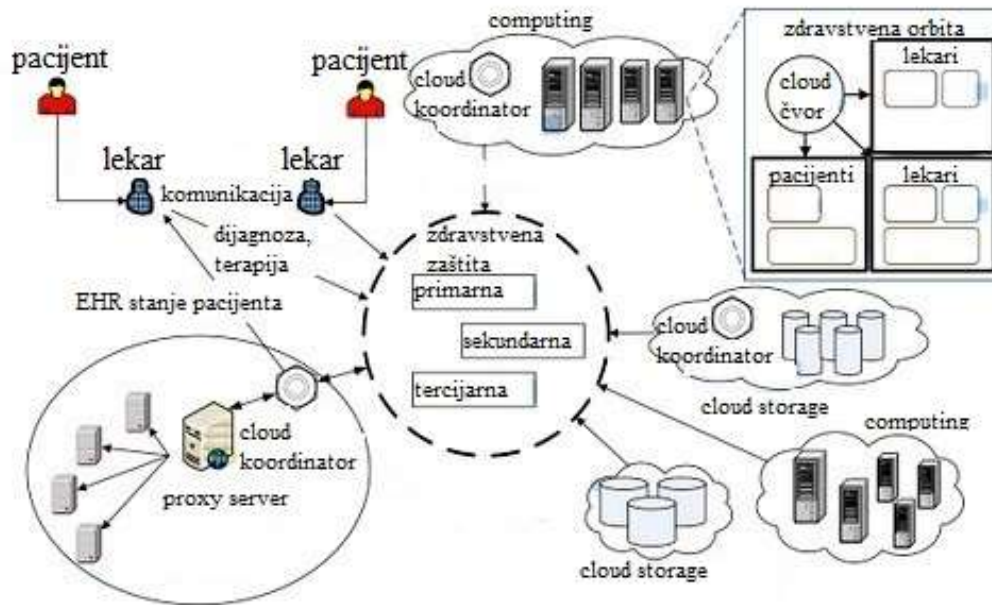 computing
zdravstvena orbita
pacijent
pacijent
cloud
koordinator
lekari
cloud
čvor
lekar
lekar
komunikacija
pacijenti
lekari
dijagnoza,
terapija
zdravstvena
zaštita
EHR stanje pacijenta
primarna
sekundarna
cloud
koordinator
tercijarna
cloud storage
computing
cloud
koordinator
proxy server
cloud storage